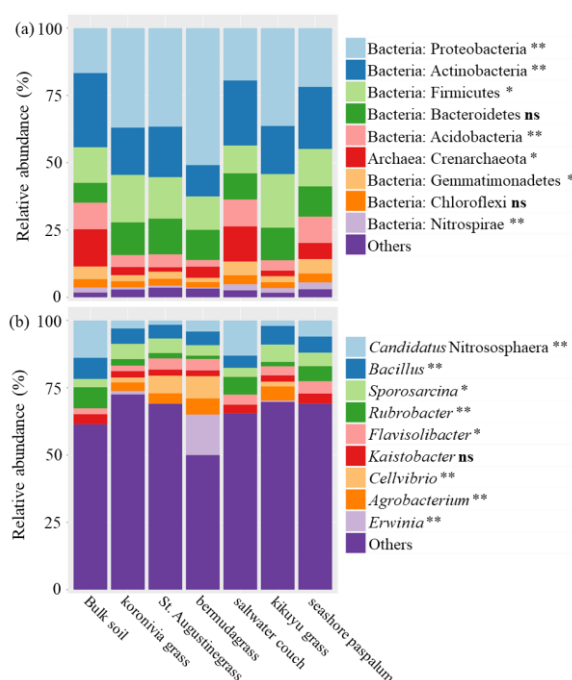 (a)
100
75
50
25
0
Relative abundance (%)
Bacteria: Proteobacteria **
Bacteria: Actinobacteria **
Bacteria: Firmicutes *
Bacteria: Bacteroidetes ns
Bacteria: Acidobacteria **
Archaea: Crenarchaeota *
Bacteria: Gemmatimonadetes *
Bacteria: Chloroflexi ns
Bacteria: Nitrospirae **
Others
(b)
100
75
50
25
0
Relative abundance (%)
Candidatus Nitrososphaera **
Bacillus **
Sporosarcina *
Rubrobacter **
Flavisolibacter *
Kaistobacter ns
Cellvibrio **
Agrobacterium **
Erwinia **
Others
Bulk soil
koronivia grass
St. Augustinegrass
bermudagrass
saltwater couch
kikuyu grass
seashore paspalum